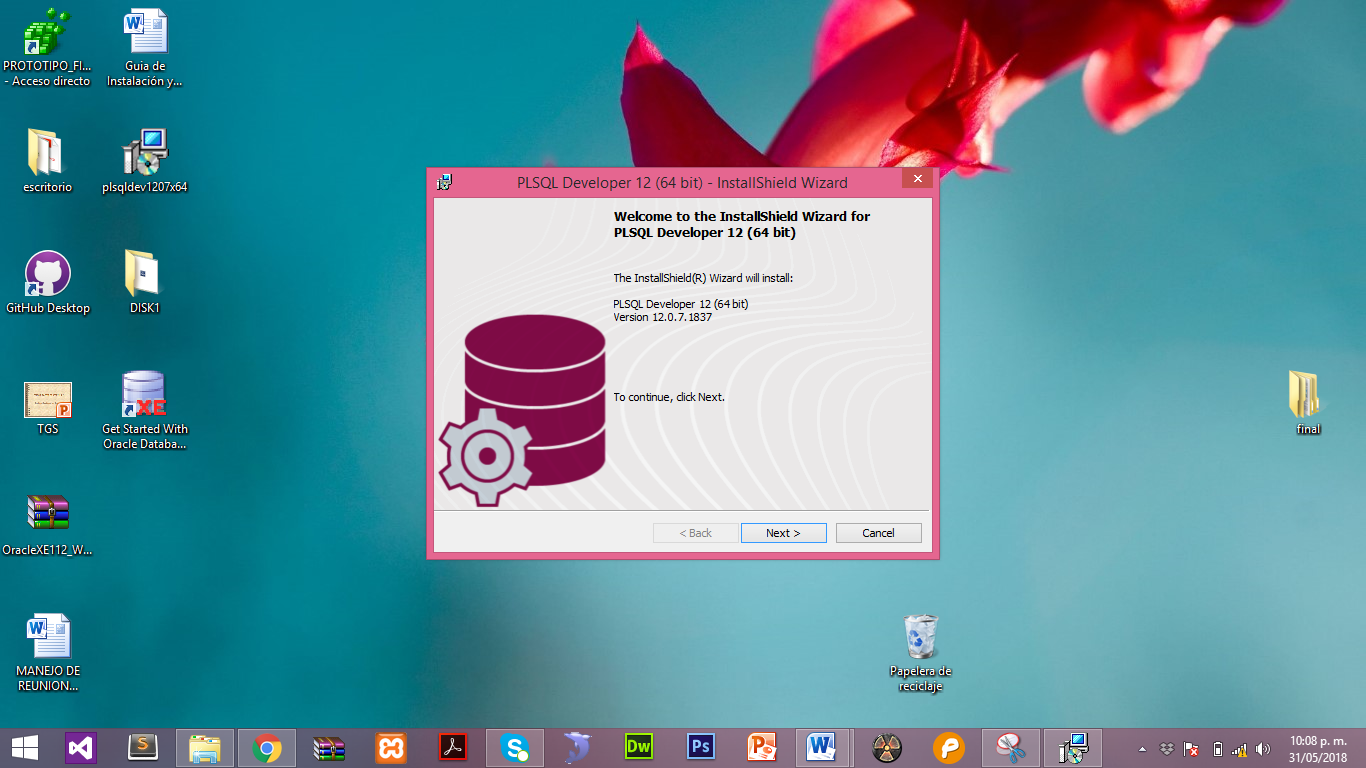 PROTOTIPO_FI...
- Acceso directo
Guia de
Instalación y...
escritorio
plsqldev1207x64
GitHub Desktop
DISK1
TGS
XE
Get Started With
Oracle Databa...
OracleXE112_W...
MANEJO DE
REUNION...
PLSQL Developer 12 (64 bit) - InstallShield Wizard
Welcome to the InstallShield Wizard for
PLSQL Developer 12 (64 bit)
The InstallShield(R) Wizard will install:
PLSQL Developer 12 (64 bit)
Version 12.0.7.1837
To continue, click Next.
< Back
Next >
Cancel
final
Papelera de
reciclaje
Dw
Ps
10:08 p. m.
31/05/2018